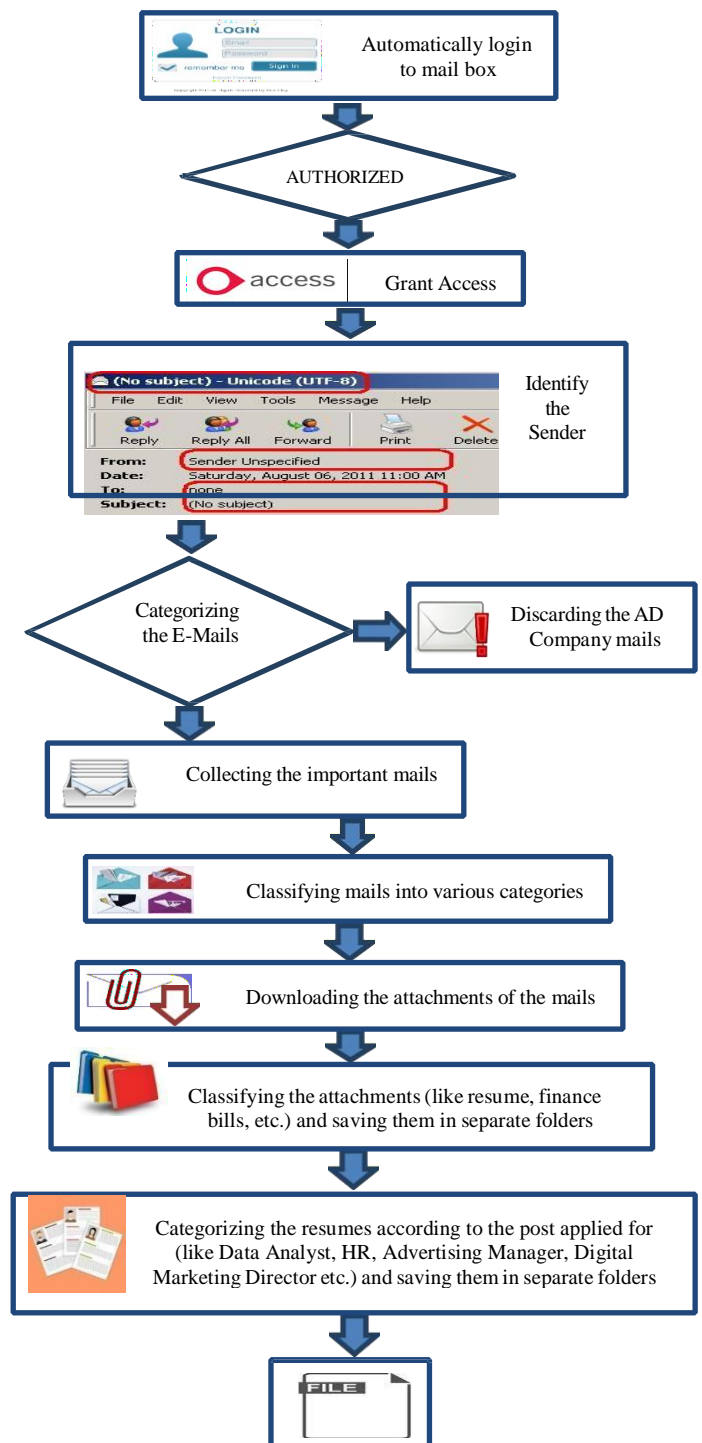 LOGIN
Email
Password
remember me Sign In
Automatically login
to mail box
AUTHORIZED
access
Grant Access
(No subject) - Unicode (UTF-8)
File Edit View Tools Message Help
Reply Reply All Forward Print Delete
From: Sender Unspecified
Date: Saturday, August 06, 2011 11:00 AM
To: none
Subject: (No subject)
Identify
the
Sender
Categorizing
the E-Mails
Discarding the AD
Company mails
Collecting the important mails
Classifying mails into various categories
Downloading the attachments of the mails
Classifying the attachments (like resume, finance
bills, etc.) and saving them in separate folders
Categorizing the resumes according to the post applied for
(like Data Analyst, HR, Advertising Manager, Digital
Marketing Director etc.) and saving them in separate folders
FILE